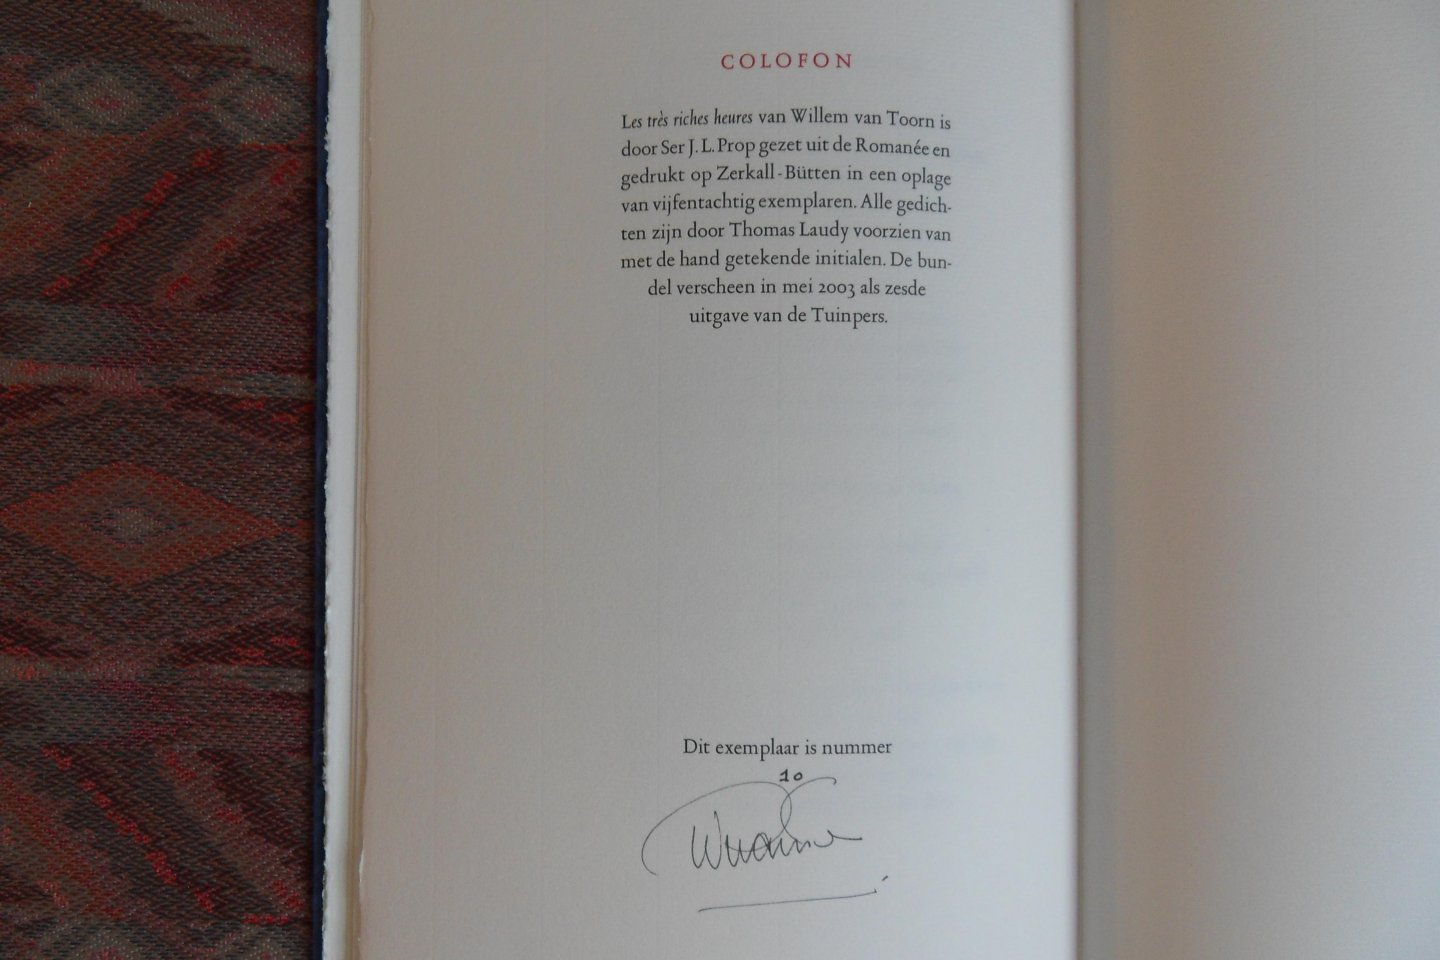 COLOFON
Les très riches heures van Willem van Toorn is
door Ser J. L. Prop gezet uit de Romanée en
gedrukt op Zerkall-Bütten in een oplage
van vijfentachtig exemplaren. Alle gedich-
ten zijn door Thomas Laudy voorzien van
met de hand getekende initialen. De bun-
del verscheen in mei 2003 als zesde
uitgave van de Tuinpers.
Dit exemplaar is nummer
10